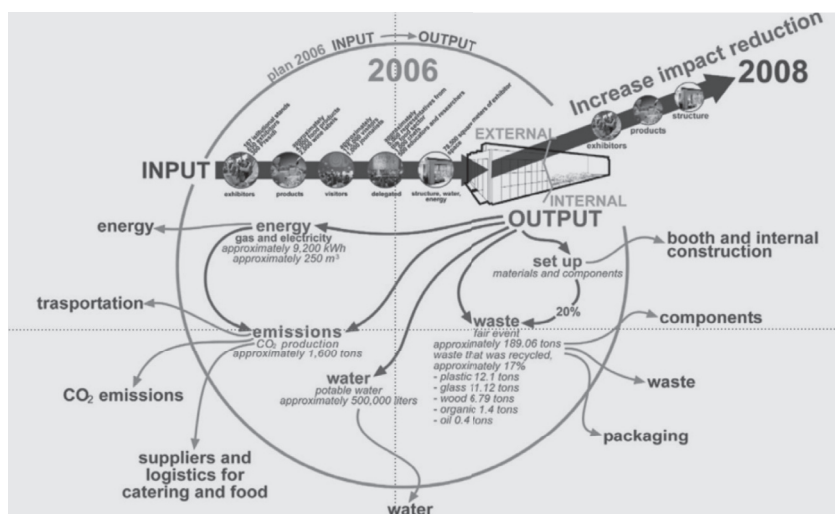 plan 2006 INPUT OUTPUT
2006
Increase impact reduction
2008
exhibitors
products
structure
EXTERNAL
INTERNAL
INPUT
exhibitors
products
visitors
delegated
structure, water,
energy
OUTPUT
energy
energy
gas and electricity
approximately 9,200 kWh
approximately 250 m³
set up
materials and components
booth and internal
construction
20%
trasportation
emissions
CO₂ production
approximately 1,600 tons
waste
fair event
approximately 189.06 tons
waste that was recycled,
approximately 17%
- plastic 12.1 tons
- glass 11.12 tons
- wood 6.79 tons
- organic 1.4 tons
- oil 0.4 tons
components
waste
packaging
CO₂ emissions
water
potable water
approximately 500,000 liters
suppliers and
logistics for
catering and food
water